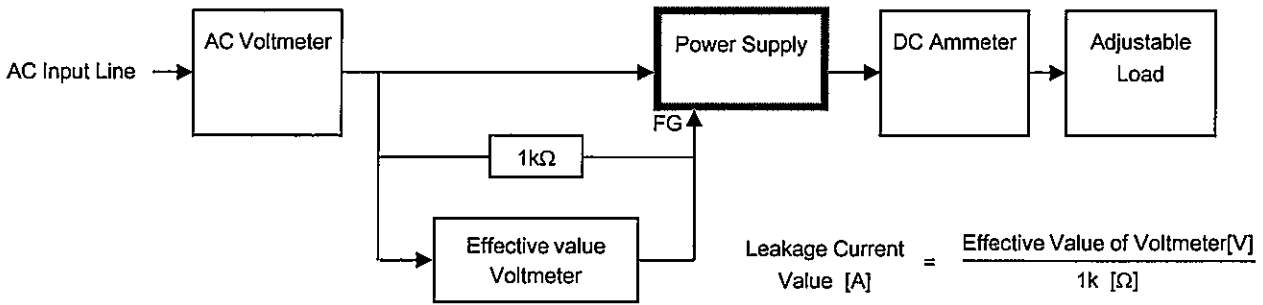 AC Input Line
AC Voltmeter
Power Supply
DC Ammeter
Adjustable
Load
FG
1kΩ
Effective value
Voltmeter
Leakage Current
Value [A]
=
Effective Value of Voltmeter[V]
1k [Ω]